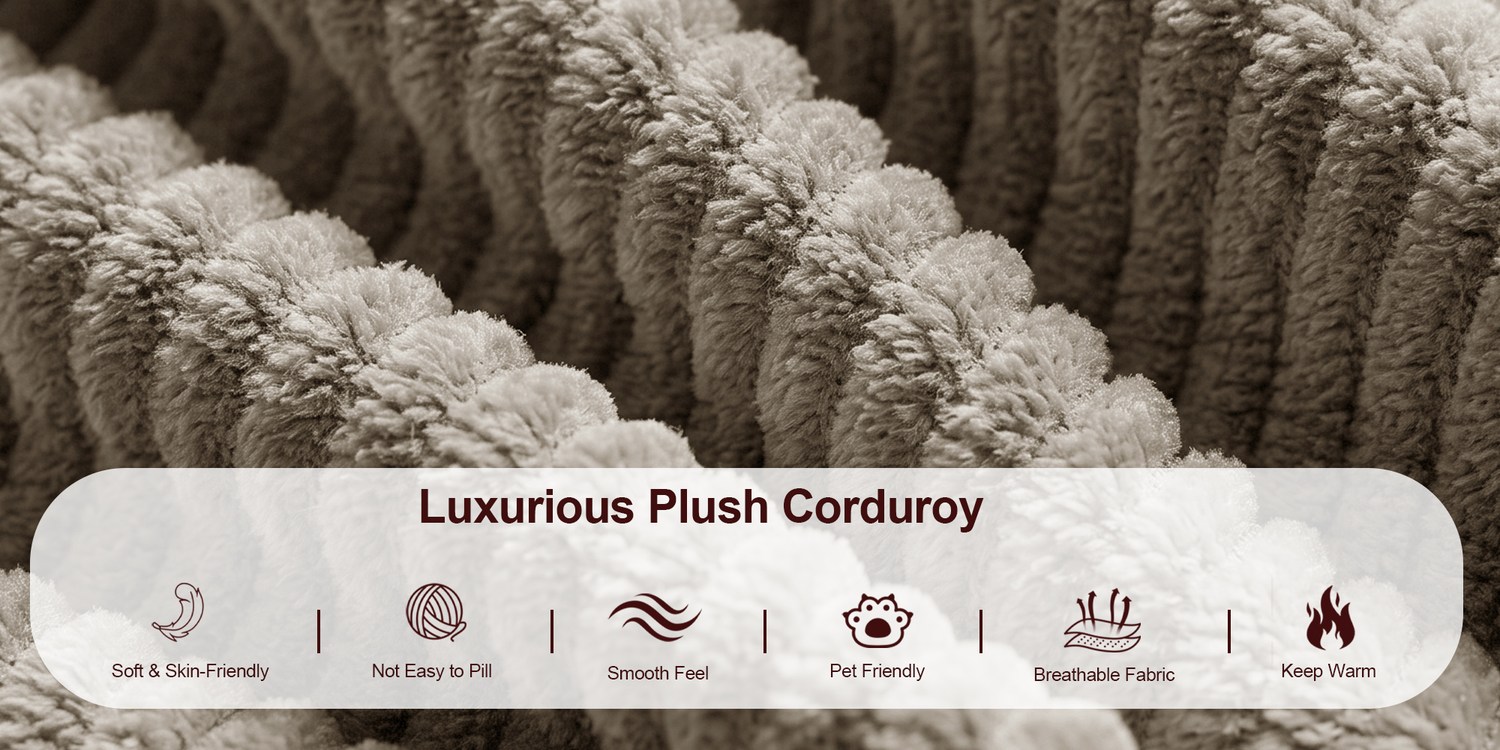 Luxurious Plush Corduroy
Soft & Skin-Friendly
Not Easy to Pill
Smooth Feel
Pet Friendly
Breathable Fabric
Keep Warm